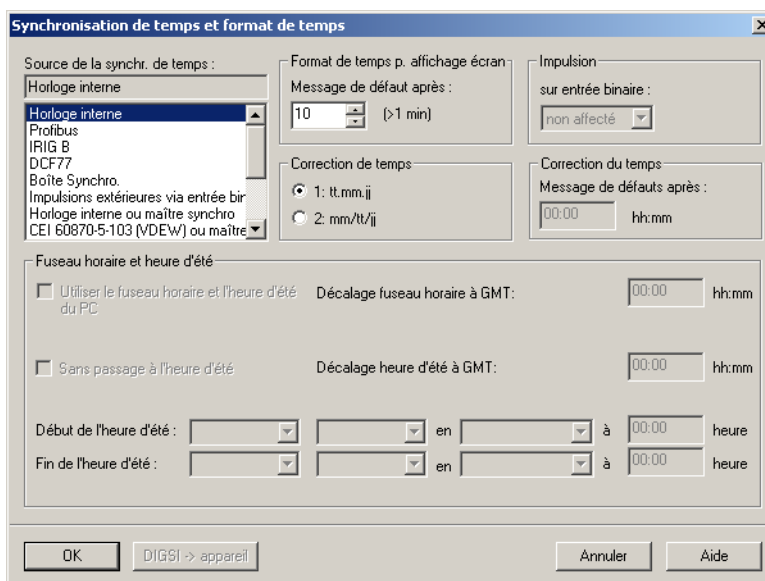 Synchronisation de temps et format de temps
Source de la synchr. de temps :
Horloge interne
Horloge interne
Profibus
IRIG B
DCF77
Boîte Synchro.
Impulsions extérieures via entrée bir
Horloge interne ou maître synchro
CEI 60870-5-103 (VDEW) ou maître
Format de temps p. affichage écran
Message de défaut après :
10 (>1 min)
Impulsion
sur entrée binaire :
non affecté
Correction de temps
1: tt.mm.jj
2: mm/tt/jj
Correction du temps
Message de défauts après :
00:00 hh:mm
Fuseau horaire et heure d'été
Utiliser le fuseau horaire et l'heure d'été
du PC
Décalage fuseau horaire à GMT: 00:00 hh:mm
Sans passage à l'heure d'été
Décalage heure d'été à GMT: 00:00 hh:mm
Début de l'heure d'été : en à 00:00 heure
Fin de l'heure d'été : en à 00:00 heure
OK
DIGSI -> appareil
Annuler
Aide